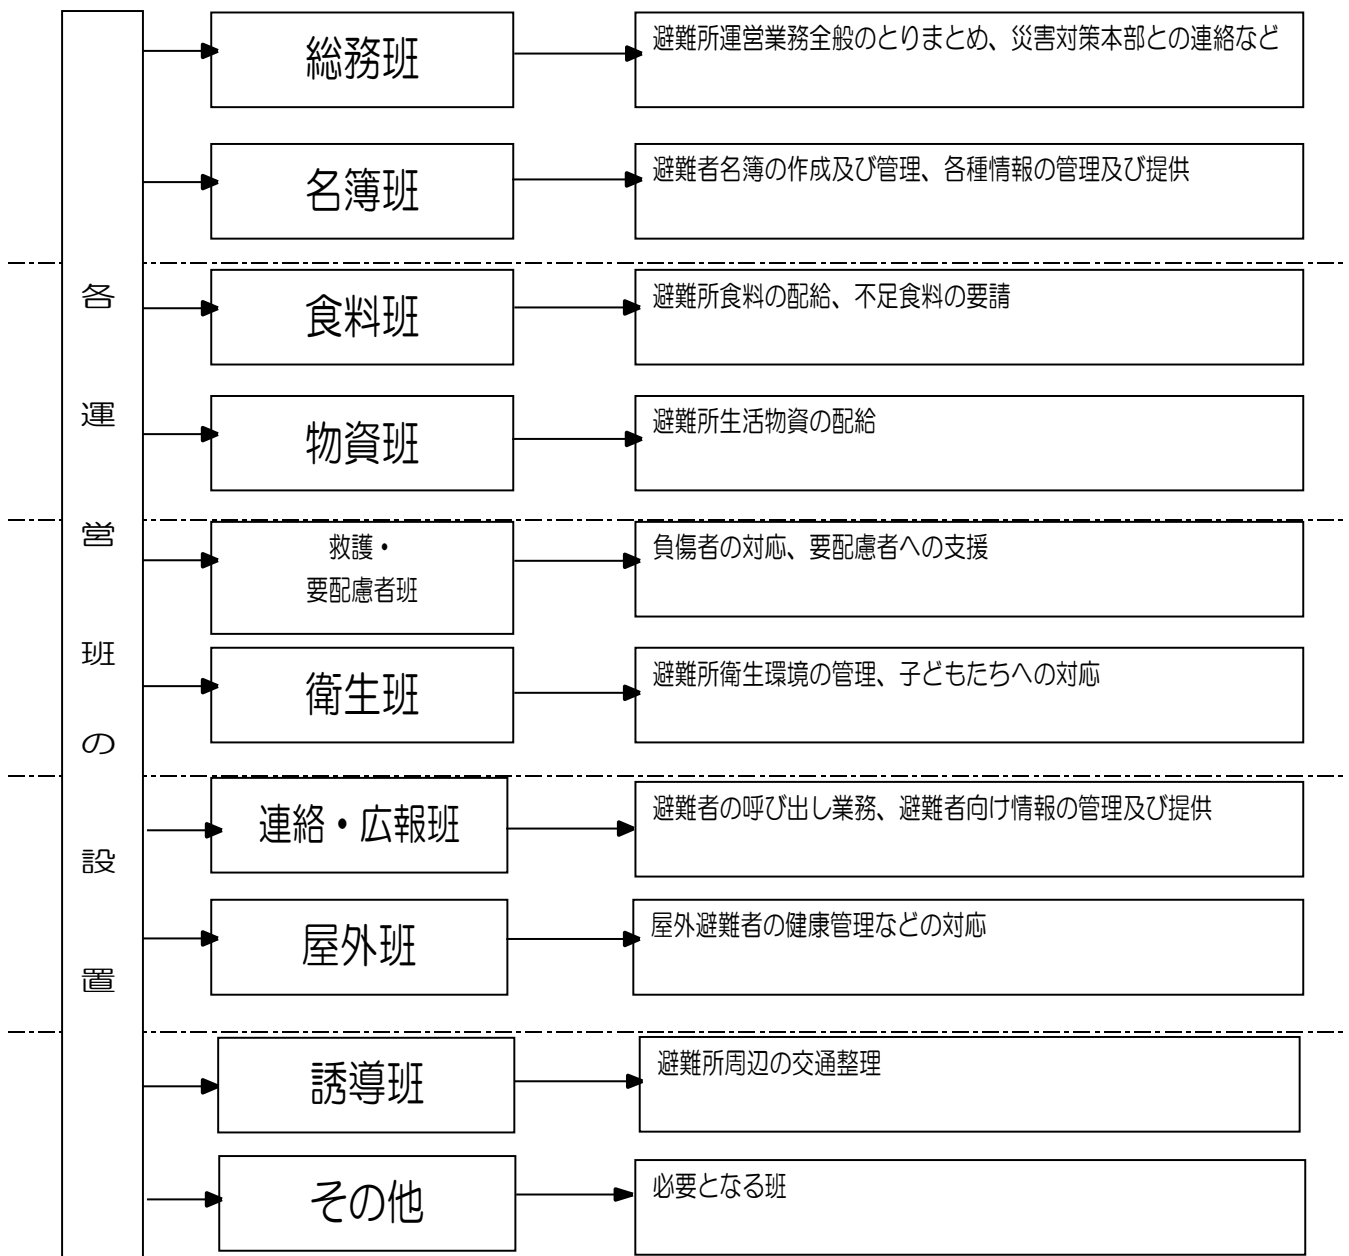 各運営班の設置
総務班
避難所運営業務全般のとりまとめ、災害対策本部との連絡など
名簿班
避難者名簿の作成及び管理、各種情報の管理及び提供
食料班
避難所食料の配給、不足食料の要請
物資班
避難所生活物資の配給
救護・
要配慮者班
負傷者の対応、要配慮者への支援
衛生班
避難所衛生環境の管理、子どもたちへの対応
連絡・広報班
避難者の呼び出し業務、避難者向け情報の管理及び提供
屋外班
屋外避難者の健康管理などの対応
誘導班
避難所周辺の交通整理
その他
必要となる班